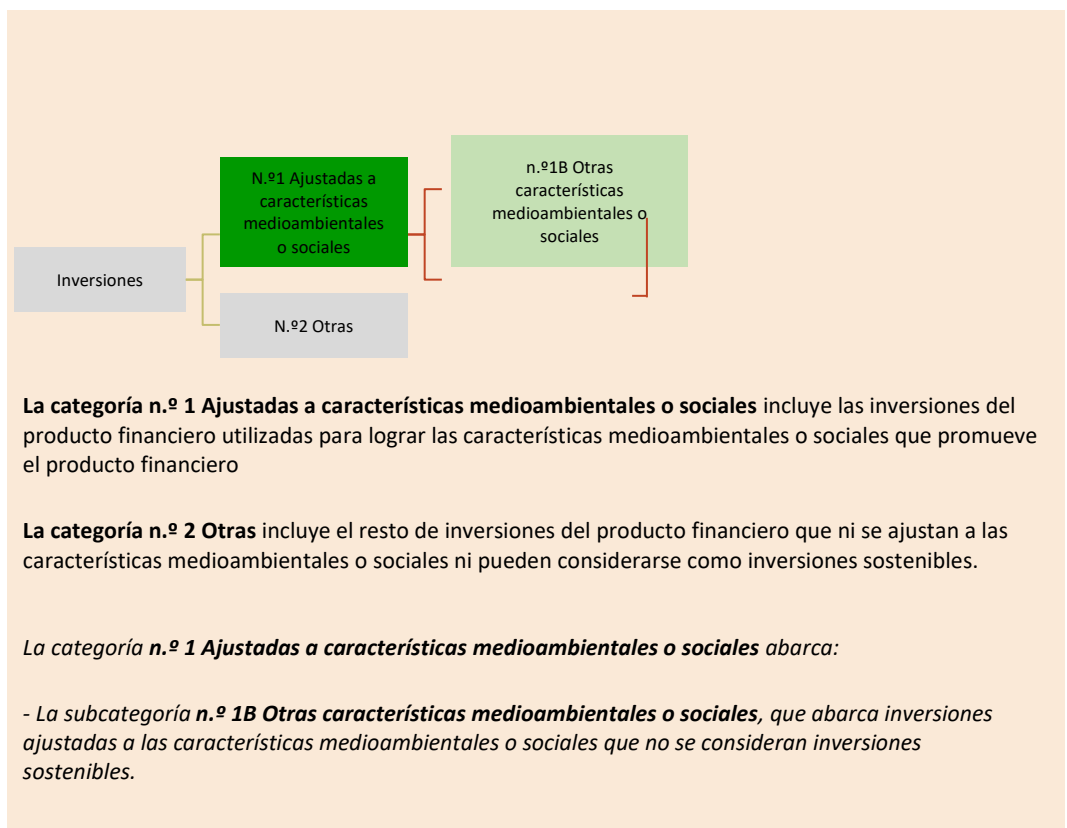 n.º1B Otras
características
medioambientales o
sociales
N.º1 Ajustadas a
características
medioambientales
o sociales
Inversiones
N.º2 Otras
La categoría n.º 1 Ajustadas a características medioambientales o sociales incluye las inversiones del
producto financiero utilizadas para lograr las características medioambientales o sociales que promueve
el producto financiero
La categoría n.º 2 Otras incluye el resto de inversiones del producto financiero que ni se ajustan a las
características medioambientales o sociales ni pueden considerarse como inversiones sostenibles.
La categoría n.º 1 Ajustadas a características medioambientales o sociales abarca:
- La subcategoría n.º 1B Otras características medioambientales o sociales, que abarca inversiones
ajustadas a las características medioambientales o sociales que no se consideran inversiones
sostenibles.